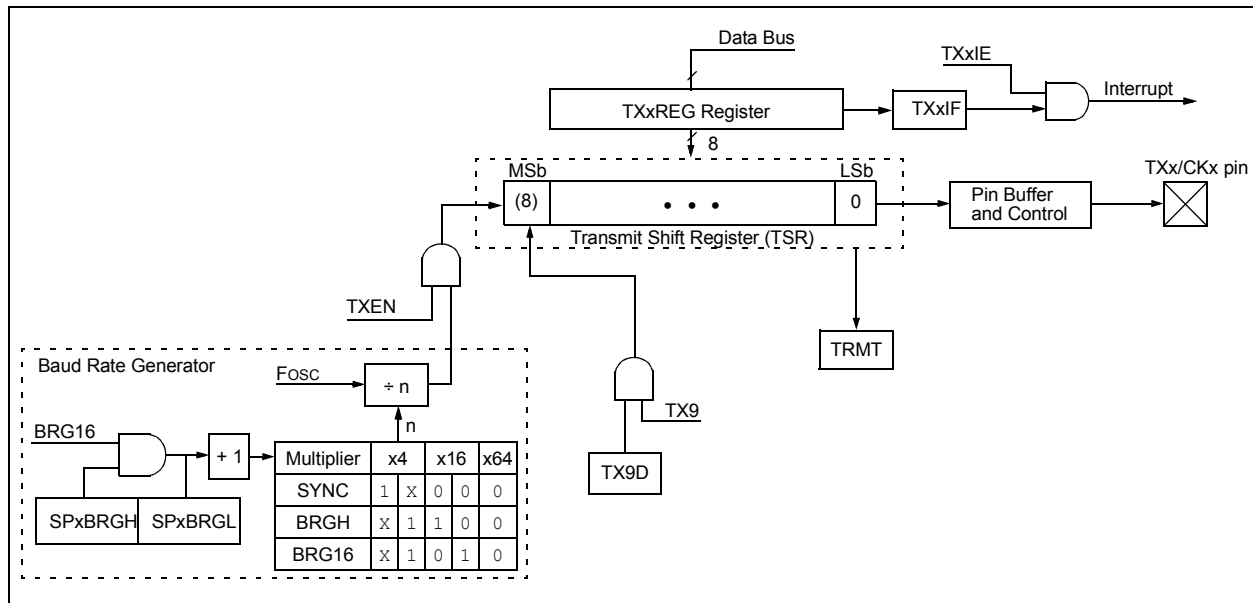 Data Bus
TXxIE
Interrupt
TXxREG Register
TXxIF
8
MSb
LSb
TXx/CKx pin
(8)
• • •
0
Pin Buffer
and Control
Transmit Shift Register (TSR)
TXEN
TRMT
Baud Rate Generator
FOSC
÷ n
n
TX9
BRG16
+ 1
TX9D
Multiplier x4 x16 x64
SYNC 1 X 0 0 0
BRGH X 1 1 0 0
BRG16 X 1 0 1 0
SPxBRGH SPxBRGL